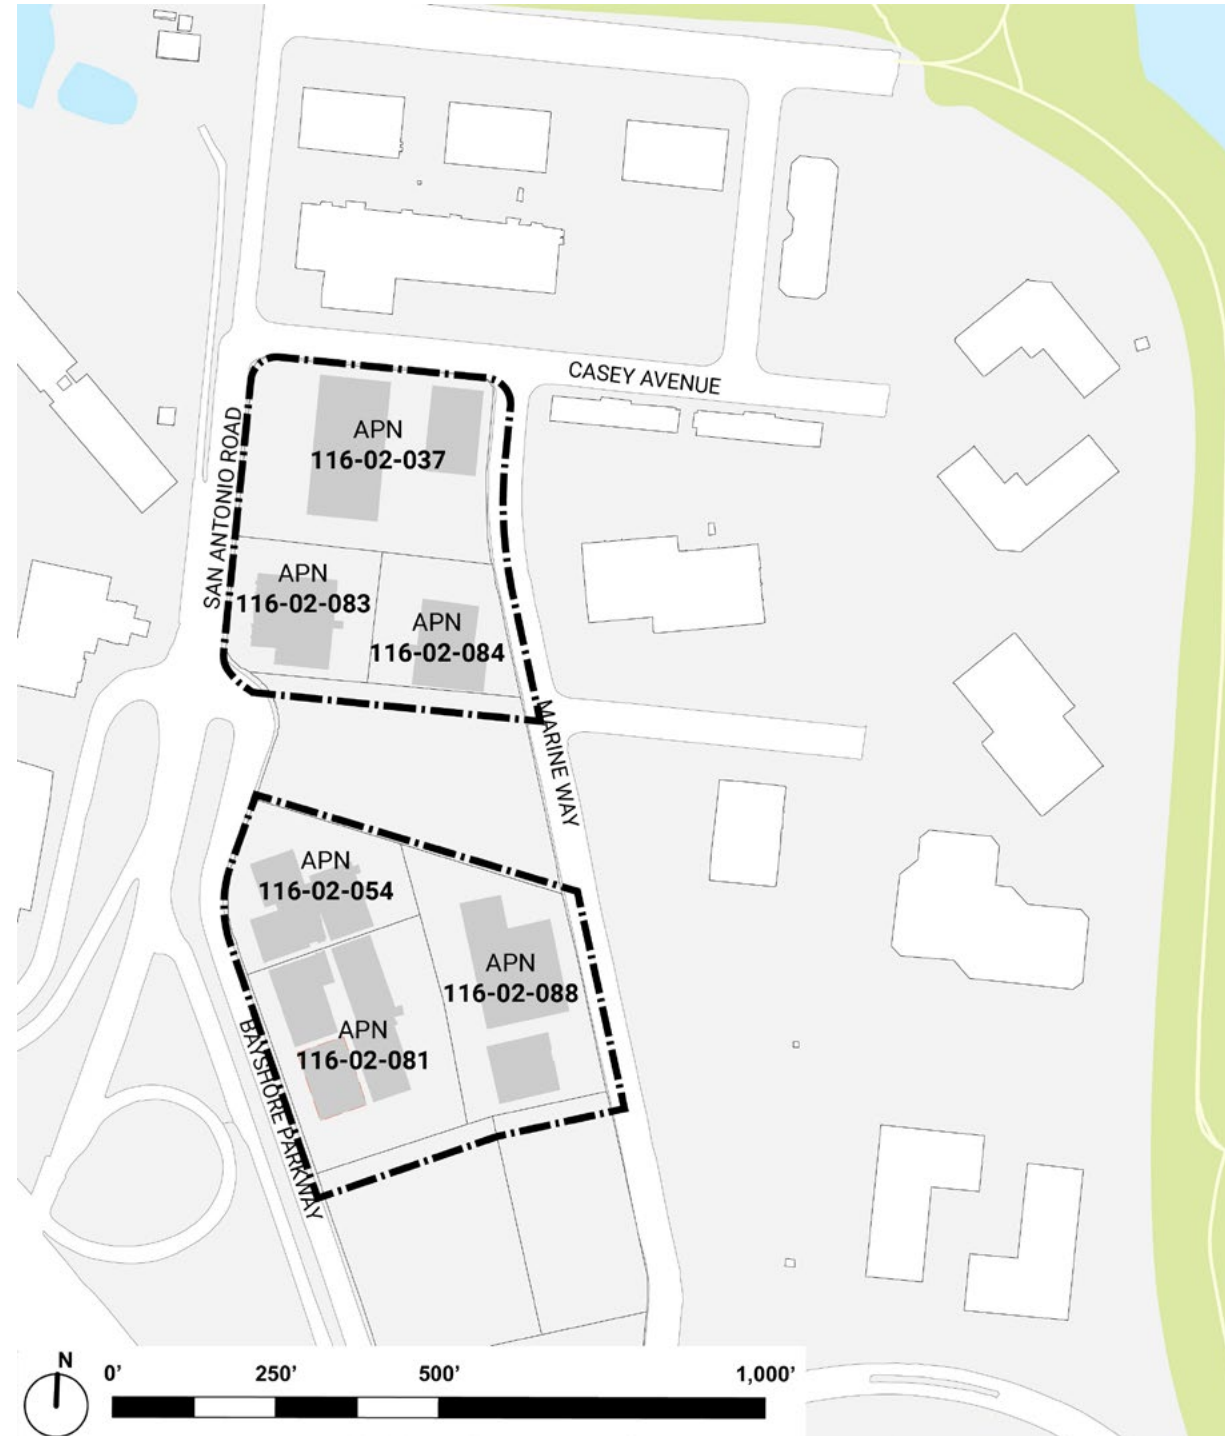 CASEY AVENUE
SAN ANTONIO ROAD
APN
116-02-037
APN
116-02-083
APN
116-02-084
MARINE WAY
APN
116-02-054
APN
116-02-088
APN
116-02-081
BAYSHORE PARKWAY
N
0' 250' 500' 1,000'